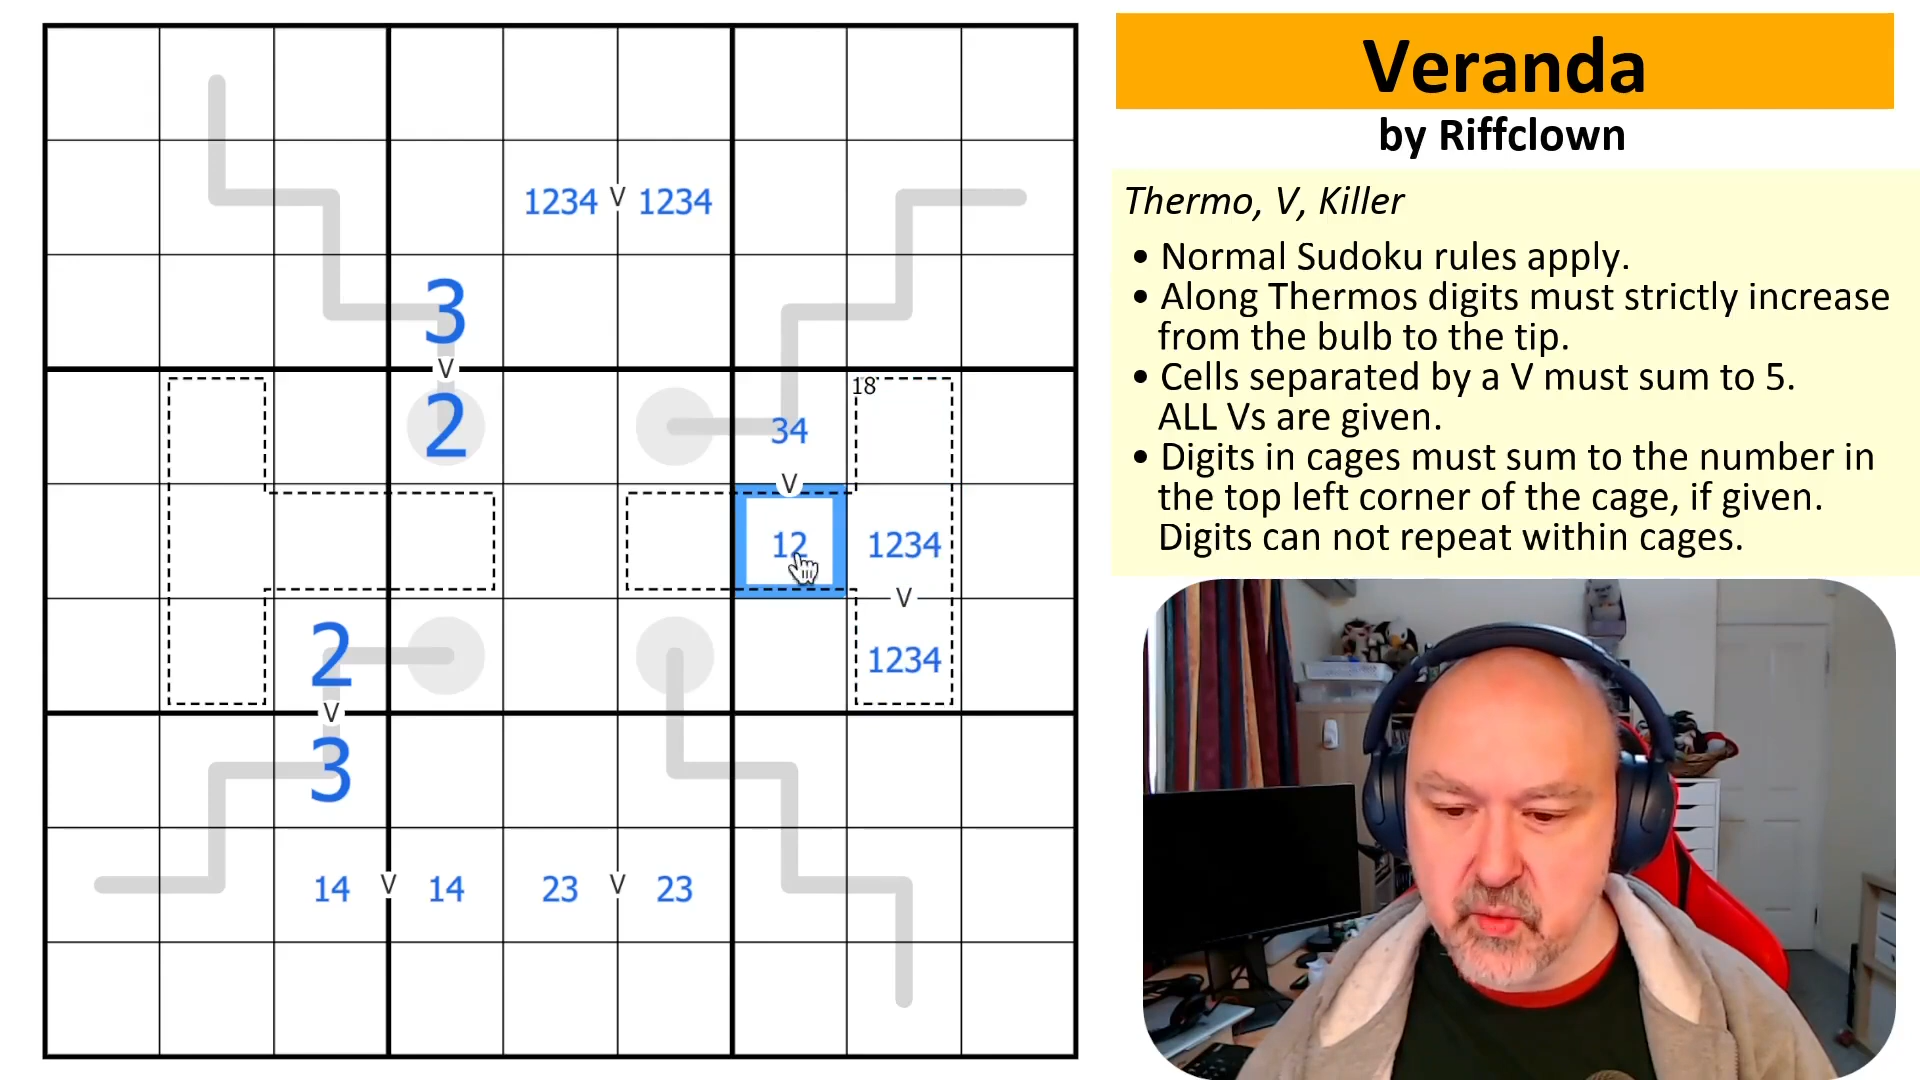 Veranda
by Riffclown
Thermo, V, Killer
• Normal Sudoku rules apply.
• Along Thermos digits must strictly increase
from the bulb to the tip.
• Cells separated by a V must sum to 5.
ALL Vs are given.
• Digits in cages must sum to the number in
the top left corner of the cage, if given.
Digits can not repeat within cages.
1234 V 1234
3
V
2
18
34
V
12
1234
V
1234
2
V
3
14 V 14 23 V 23